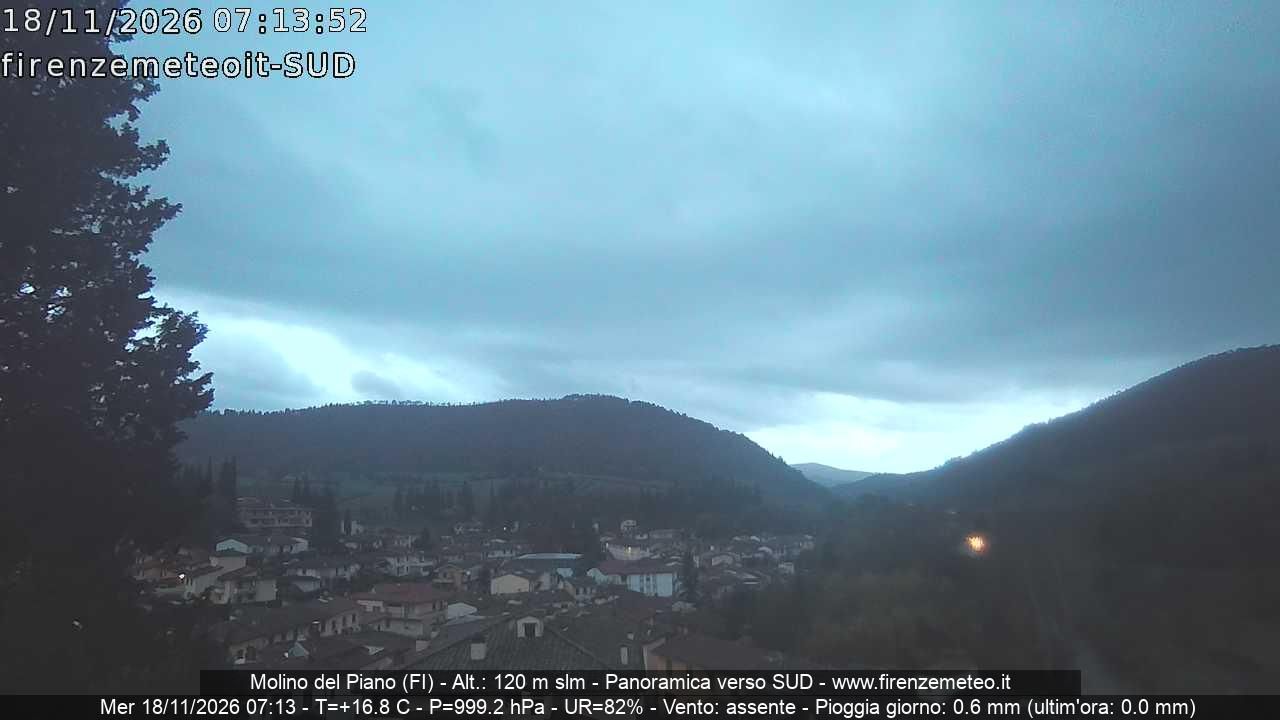 18/11/2026 07:13:52
firenzemeteoit-SUD
Molino del Piano (FI) - Alt.: 120 m slm - Panoramica verso SUD - www.firenzemeteo.it
Mer 18/11/2026 07:13 - T=+16.8 C - P=999.2 hPa - UR=82% - Vento: assente - Pioggia giorno: 0.6 mm (ultim'ora: 0.0 mm)